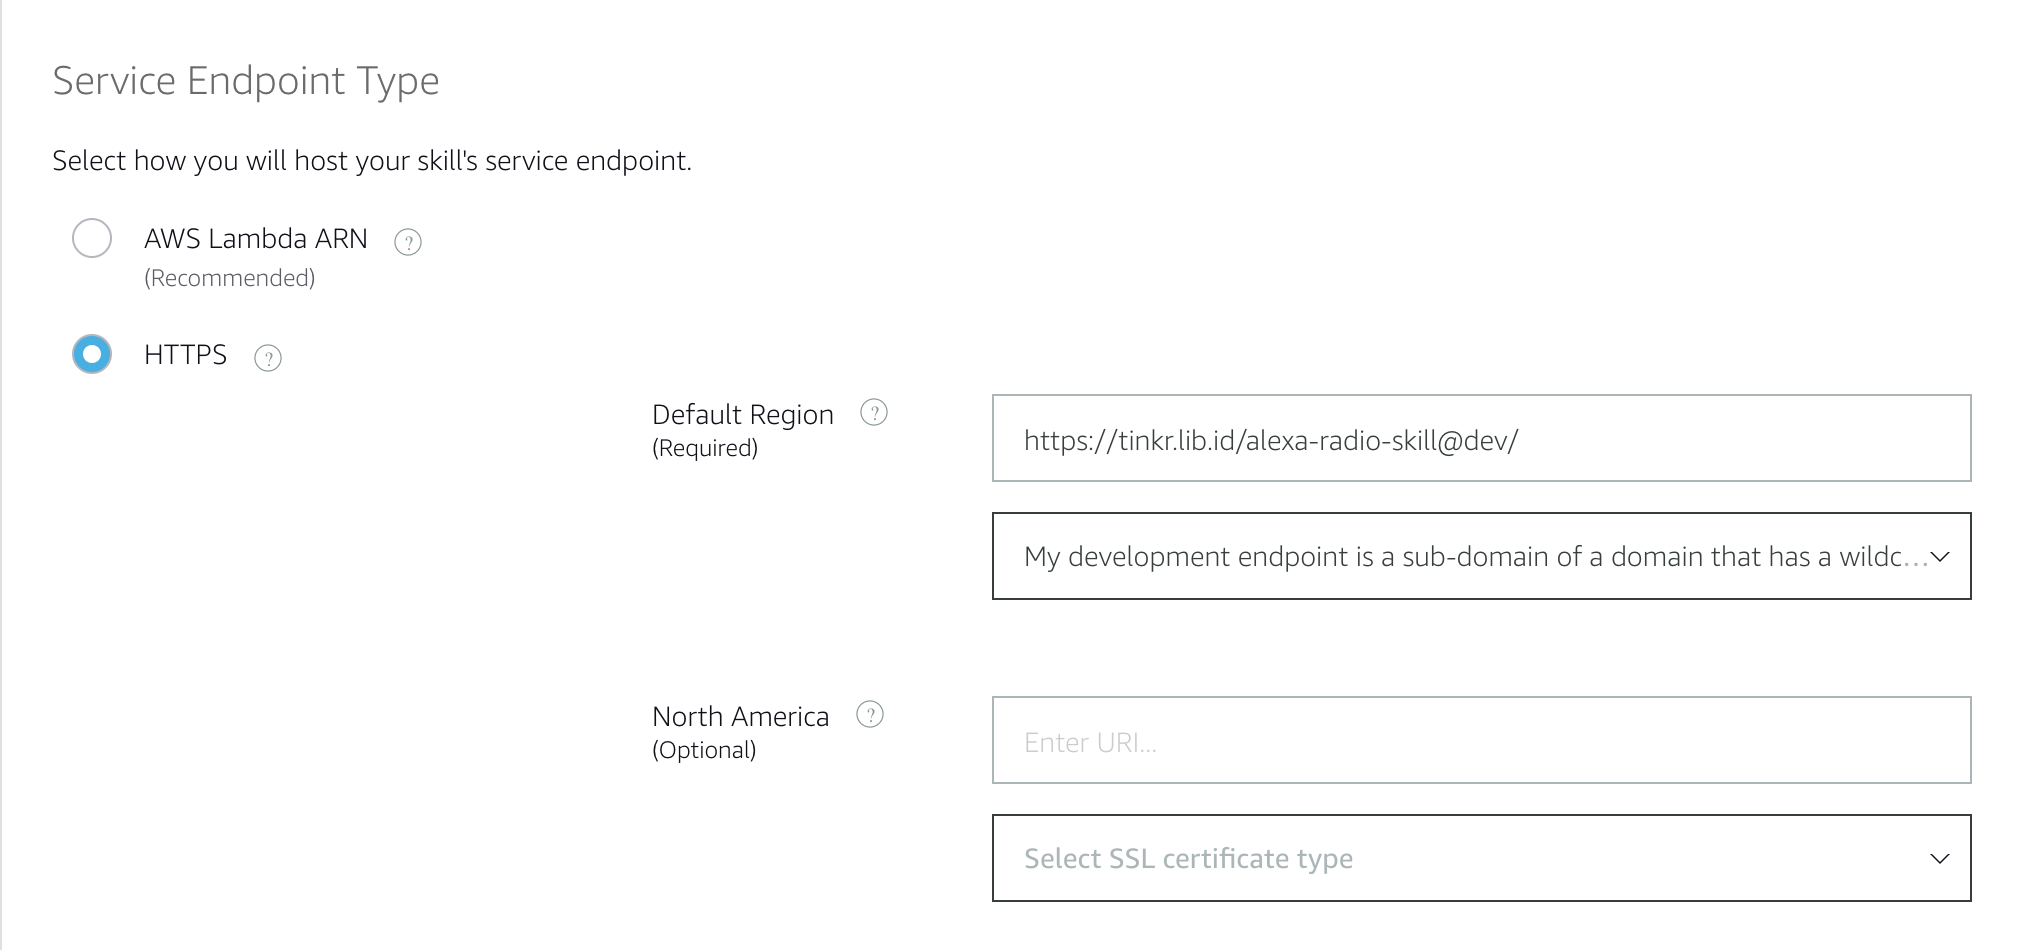 Service Endpoint Type
Select how you will host your skill's service endpoint.
AWS Lambda ARN ?
(Recommended)
HTTPS ?
Default Region ?
(Required)
https://tinkr.lib.id/alexa-radio-skill@dev/
My development endpoint is a sub-domain of a domain that has a wildc...
North America ?
(Optional)
Enter URI...
Select SSL certificate type